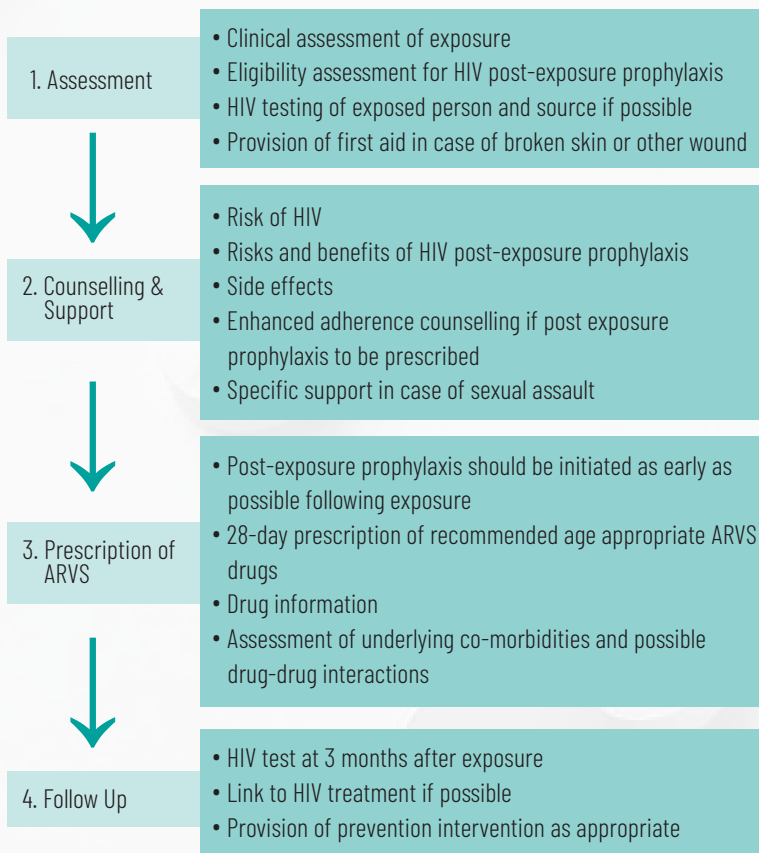 1. Assessment
• Clinical assessment of exposure
• Eligibility assessment for HIV post-exposure prophylaxis
• HIV testing of exposed person and source if possible
• Provision of first aid in case of broken skin or other wound
2. Counselling &
Support
• Risk of HIV
• Risks and benefits of HIV post-exposure prophylaxis
• Side effects
• Enhanced adherence counselling if post exposure
prophylaxis to be prescribed
• Specific support in case of sexual assault
3. Prescription of
ARVS
• Post-exposure prophylaxis should be initiated as early as
possible following exposure
• 28-day prescription of recommended age appropriate ARVS
drugs
• Drug information
• Assessment of underlying co-morbidities and possible
drug-drug interactions
4. Follow Up
• HIV test at 3 months after exposure
• Link to HIV treatment if possible
• Provision of prevention intervention as appropriate